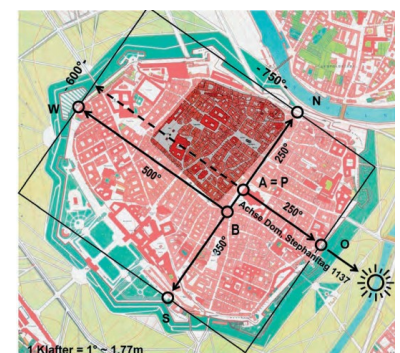 - 600° -
- 750° -
W
N
250°
500°
A = P
250°
B
Achse Dom, Stephanitag 1137
O
350°
S
1 Klafter = 1° ~ 1.77m